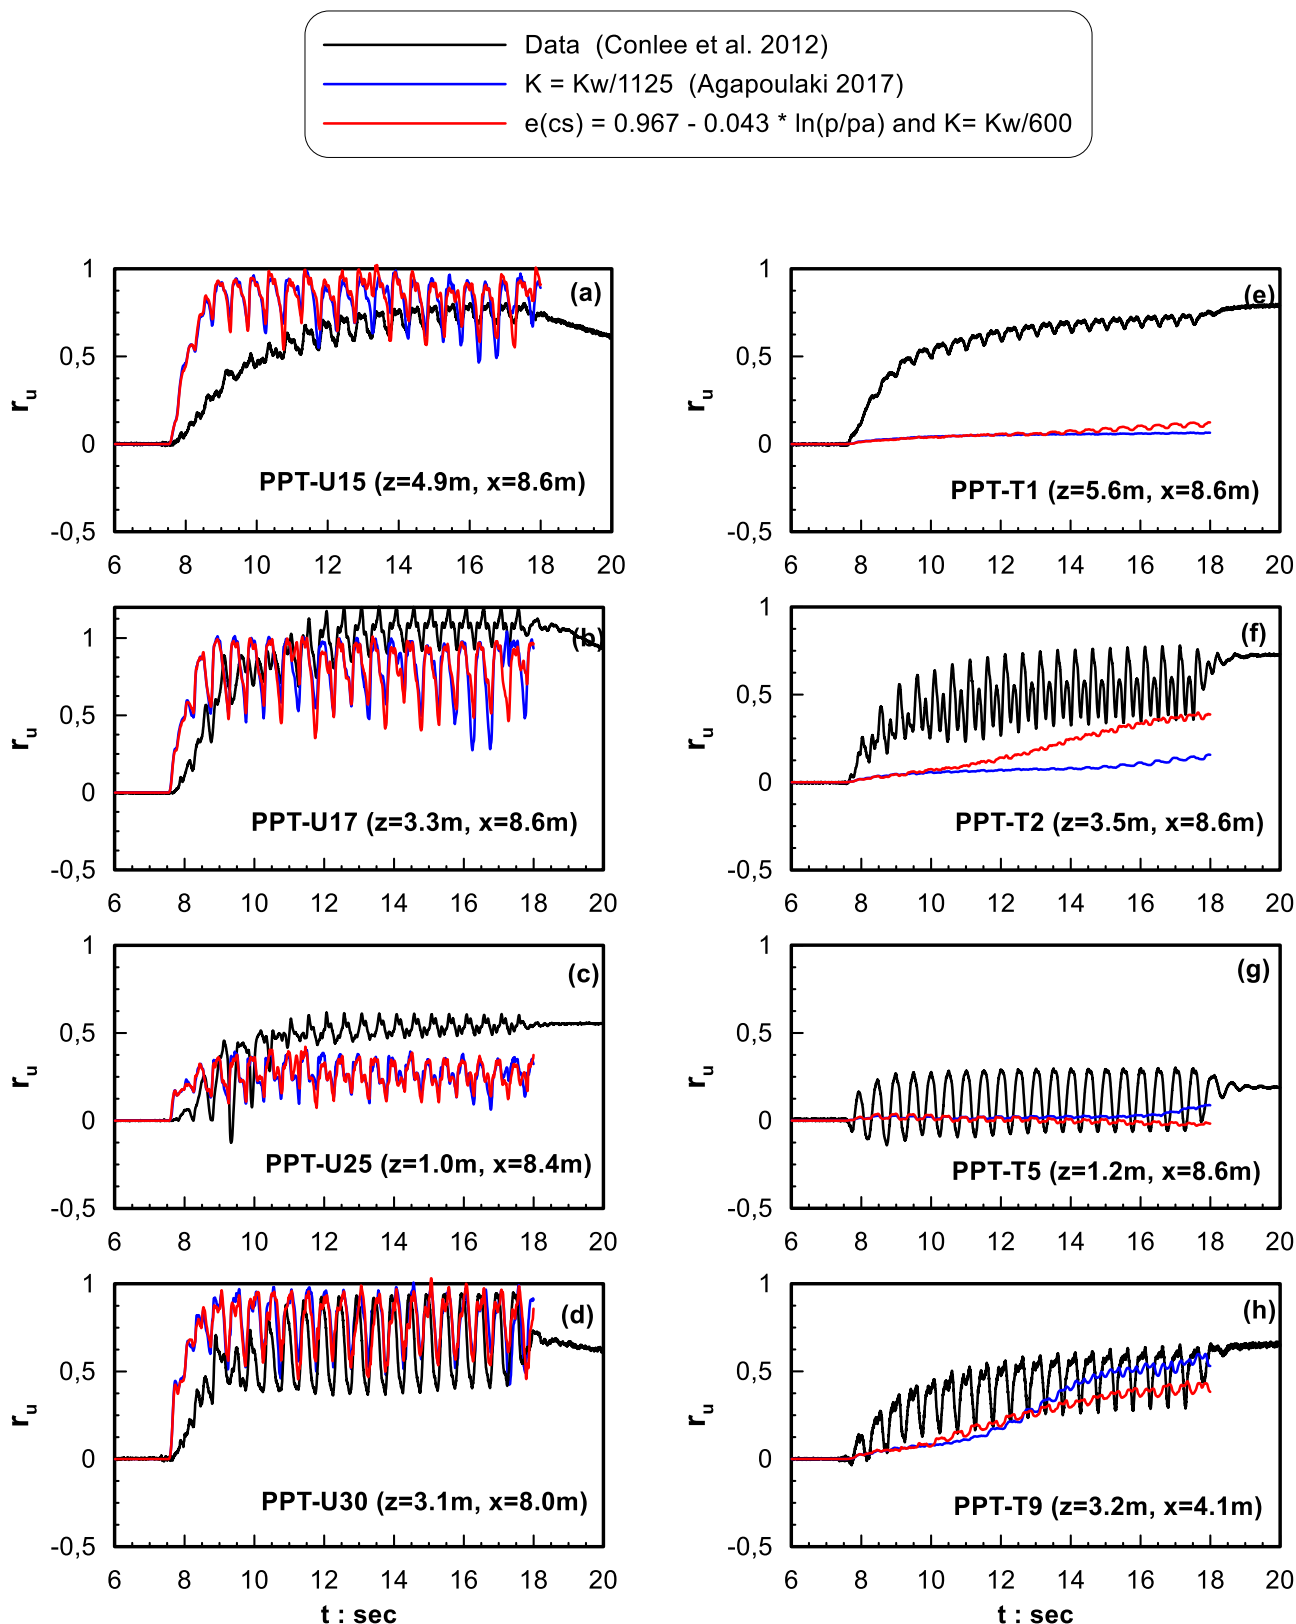 Data (Conlee et al. 2012)
K = Kw/1125 (Agapoulaki 2017)
e(cs) = 0.967 - 0.043 * ln(p/pa) and K= Kw/600
1
0.5
0
-0,5
r_u
(a)
PPT-U15 (z=4.9m, x=8.6m)
6 8 10 12 14 16 18 20
1
0.5
0
-0,5
r_u
(e)
PPT-T1 (z=5.6m, x=8.6m)
6 8 10 12 14 16 18 20
1
0.5
0
-0,5
r_u
(b)
PPT-U17 (z=3.3m, x=8.6m)
6 8 10 12 14 16 18 20
1
0.5
0
-0,5
r_u
(f)
PPT-T2 (z=3.5m, x=8.6m)
6 8 10 12 14 16 18 20
1
0.5
0
-0,5
r_u
(c)
PPT-U25 (z=1.0m, x=8.4m)
6 8 10 12 14 16 18 20
1
0.5
0
-0,5
r_u
(g)
PPT-T5 (z=1.2m, x=8.6m)
6 8 10 12 14 16 18 20
1
0.5
0
-0,5
r_u
(d)
PPT-U30 (z=3.1m, x=8.0m)
6 8 10 12 14 16 18 20
t : sec
1
0.5
0
-0,5
r_u
(h)
PPT-T9 (z=3.2m, x=4.1m)
6 8 10 12 14 16 18 20
t : sec